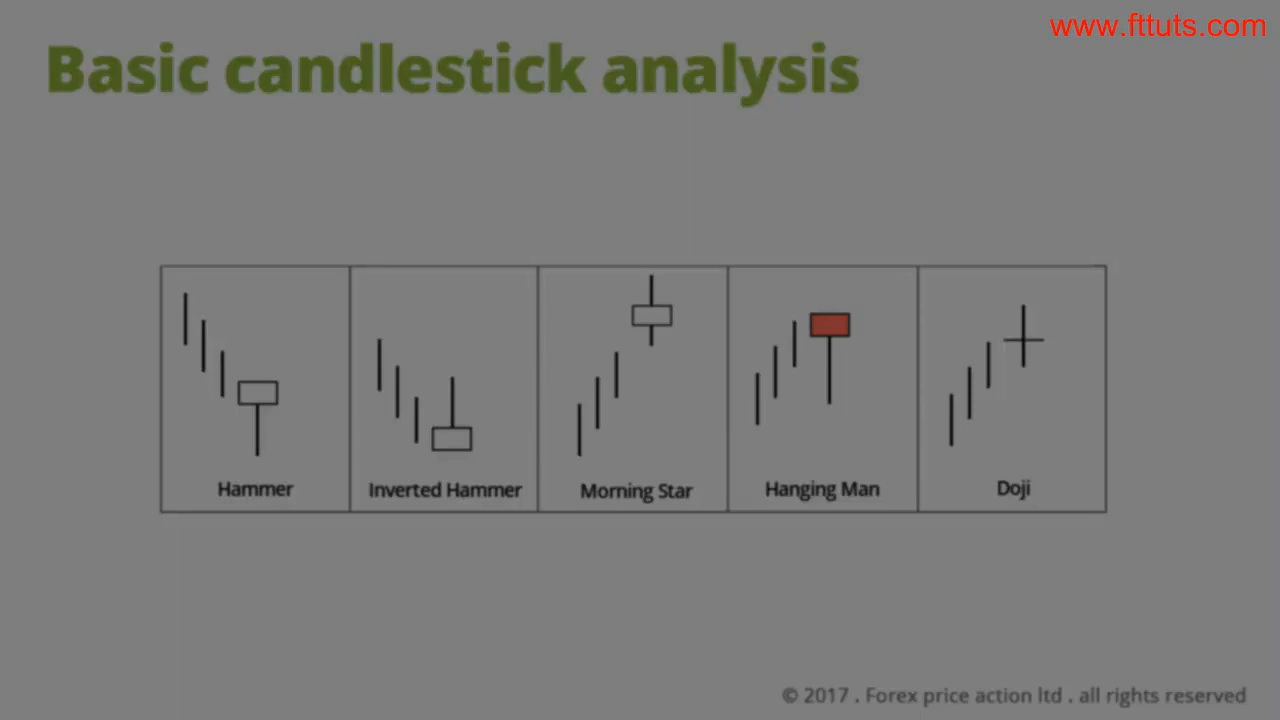 www.fttuts.com
Basic candlestick analysis
Hammer
Inverted Hammer
Morning Star
Hanging Man
Doji
© 2017 . Forex price action ltd . all rights reserved